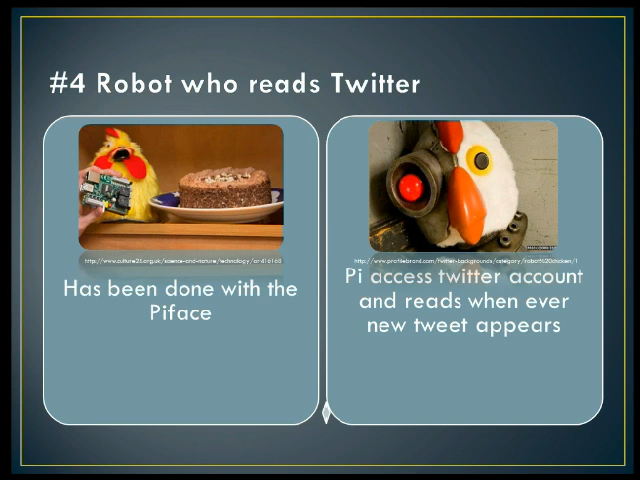 #4 Robot who reads Twitter
Has been done with the
Piface
Pi access twitter account
and reads when ever
new tweet appears